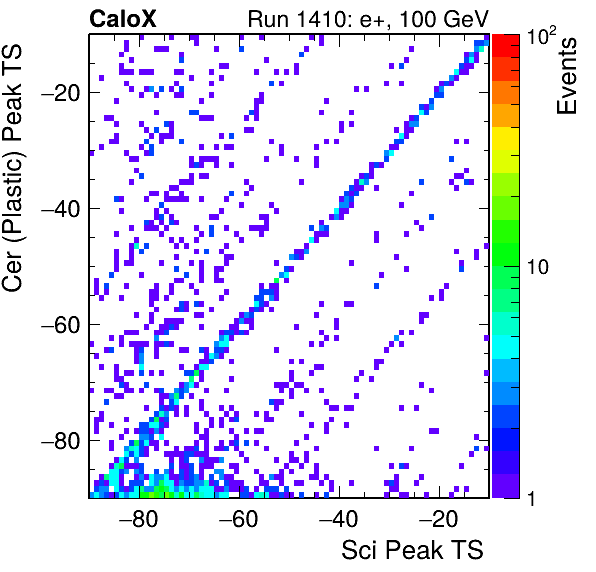 CaloX Run 1410: e+, 100 GeV
Cer (Plastic) Peak TS
−20
−40
−60
−80
−80 −60 −40 −20
Sci Peak TS
10²
10
1
Events